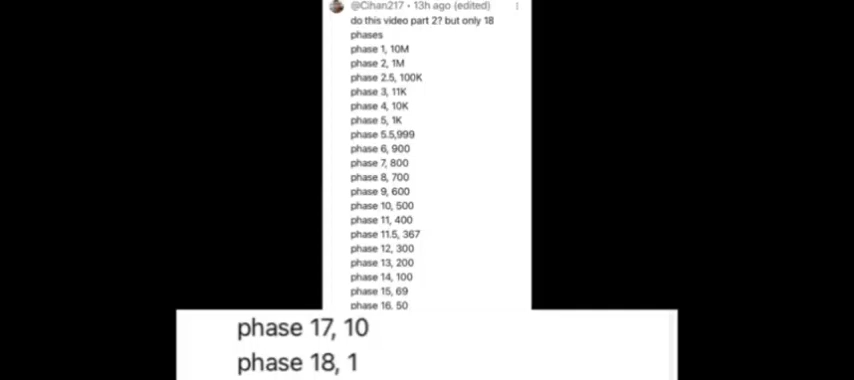 @Cihan217 • 13h ago (edited)
do this video part 2? but only 18
phases
phase 1, 10M
phase 2, 1M
phase 2.5, 100K
phase 3, 11K
phase 4, 10K
phase 5, 1K
phase 5.5,999
phase 6, 900
phase 7, 800
phase 8, 700
phase 9, 600
phase 10, 500
phase 11, 400
phase 11.5, 367
phase 12, 300
phase 13, 200
phase 14, 100
phase 15, 69
phase 16. 50
phase 17, 10
phase 18, 1